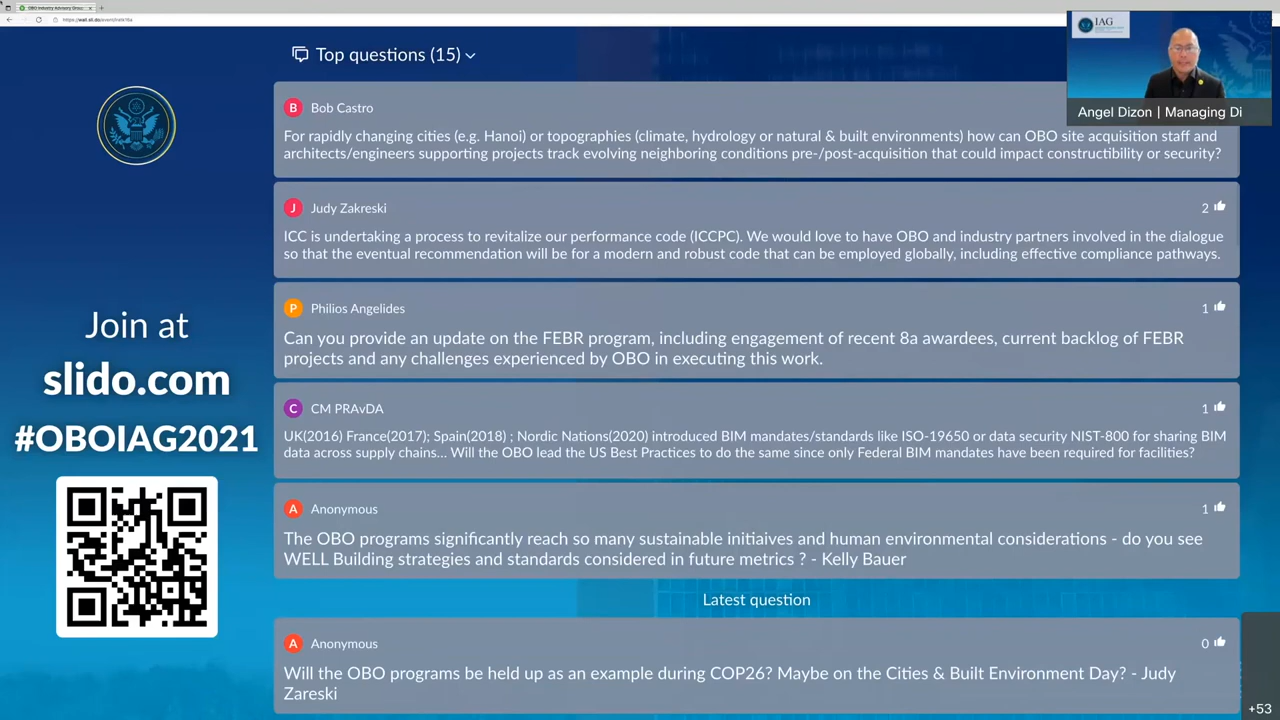 OBO Industry Advisory Group
https://wall.sli.do/event/
Top questions (15)
IAG
Angel Dizon | Managing Di
B Bob Castro
For rapidly changing cities (e.g. Hanoi) or topographies (climate, hydrology or natural & built environments) how can OBO site acquisition staff and
architects/engineers supporting projects track evolving neighboring conditions pre-/post-acquisition that could impact constructibility or security?
J Judy Zakreski 2
ICC is undertaking a process to revitalize our performance code (ICCPC). We would love to have OBO and industry partners involved in the dialogue
so that the eventual recommendation will be for a modern and robust code that can be employed globally, including effective compliance pathways.
P Philios Angelides 1
Can you provide an update on the FEBR program, including engagement of recent 8a awardees, current backlog of FEBR
projects and any challenges experienced by OBO in executing this work.
C CM PRAvDA 1
UK(2016) France(2017); Spain(2018) ; Nordic Nations(2020) introduced BIM mandates/standards like ISO-19650 or data security NIST-800 for sharing BIM
data across supply chains... Will the OBO lead the US Best Practices to do the same since only Federal BIM mandates have been required for facilities?
A Anonymous 1
The OBO programs significantly reach so many sustainable initiaives and human environmental considerations - do you see
WELL Building strategies and standards considered in future metrics ? - Kelly Bauer
Latest question
A Anonymous 0
Will the OBO programs be held up as an example during COP26? Maybe on the Cities & Built Environment Day? - Judy
Zareski
Join at
slido.com
#OBOIAG2021
+53